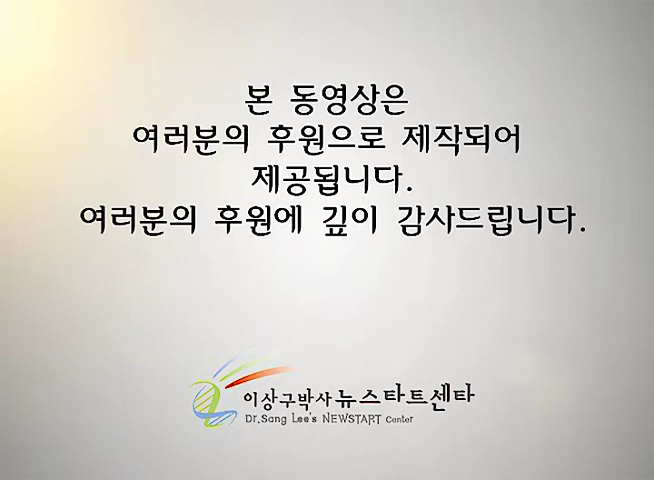 본 동영상은
여러분의 후원으로 제작되어
제공됩니다.
여러분의 후원에 깊이 감사드립니다.
이상구박사 뉴스타트센타
Dr.Sang Lee's NEWSTART Center